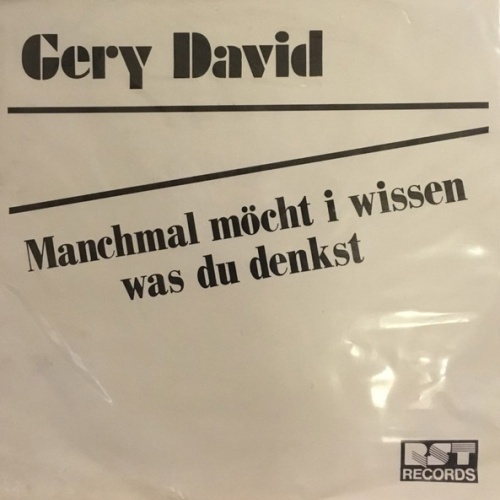 Gery David
Manchmal möcht i wissen
was du denkst
RST
RECORDS